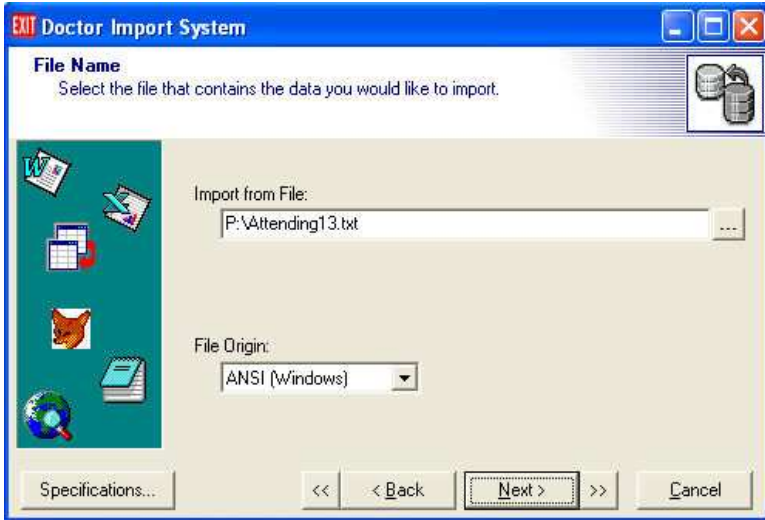 EXIT Doctor Import System
File Name
Select the file that contains the data you would like to import.
W
X
Import from File:
P:\Attending13.txt
...
File Origin:
ANSI (Windows)
Specifications...
<<
< Back
Next >
>>
Cancel